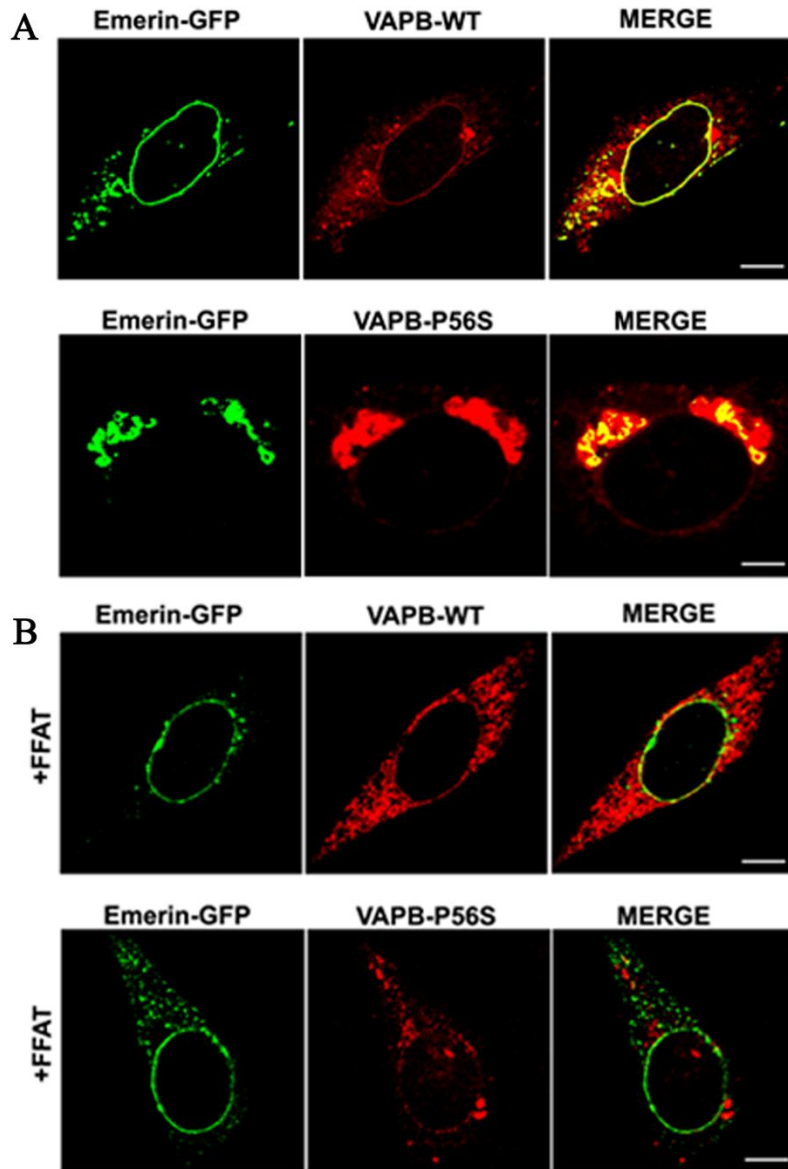 A
Emerin-GFP VAPB-WT MERGE
Emerin-GFP VAPB-P56S MERGE
B
Emerin-GFP VAPB-WT MERGE
+FFAT
Emerin-GFP VAPB-P56S MERGE
+FFAT